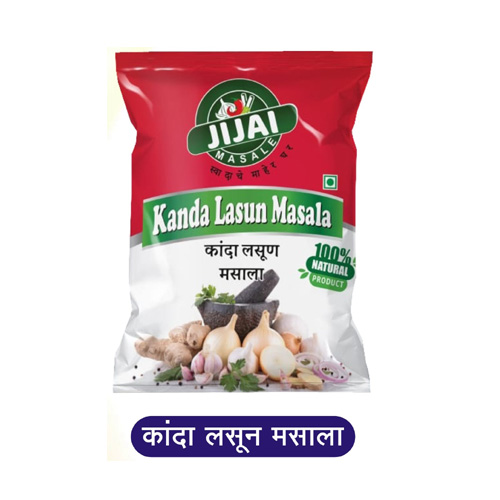 JIJAI
MASALE
स्वादाचे माहेर घर
Kanda Lasun Masala
कांदा लसूण
मसाला
100%
NATURAL
PRODUCT
कांदा लसून मसाला